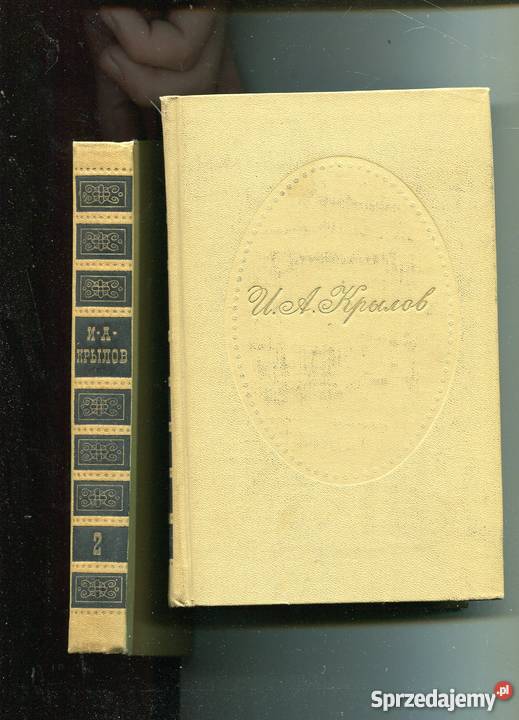 И·А·
КРЫЛОВ
2
И. А. Крылов
Sprzedajemy.pl